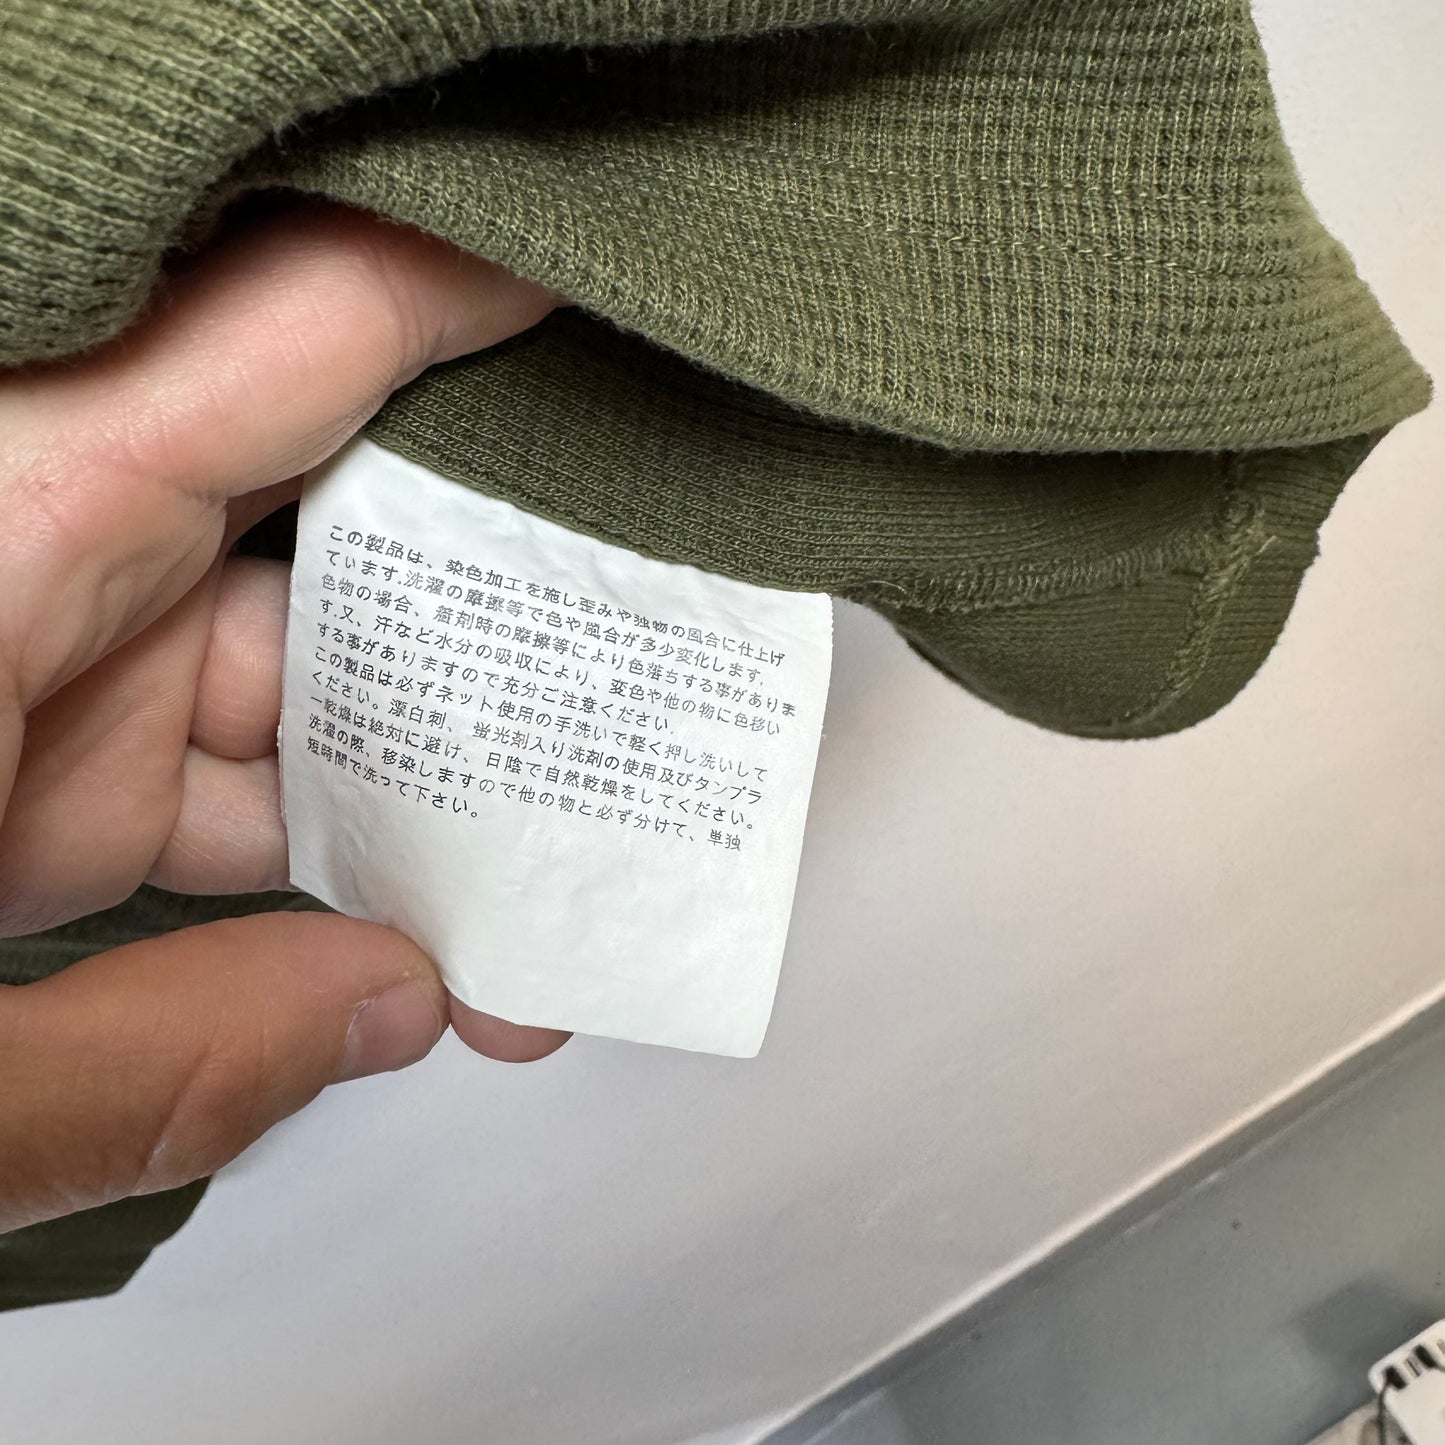 この製品は、染色加工を施し歪みや独物の風合に仕上げ
ています.洗濯の摩擦等で色や風合が多少変化します.
色物の場合、着剤時の摩擦等により色落ちする事がありま
す.又、汗など水分の吸収により、変色や他の物に色移い
する事がありますので充分ご注意ください.
この製品は必ずネット使用の手洗いで軽く押し洗いして
ください。漂白刺、蛍光剤入り洗剤の使用及びタンブラ
一乾燥は絶対に避け、日陰で自然乾燥をしてください。
洗濯の際、移染しますので他の物と必ず分けて、単独
短時間で洗って下さい。